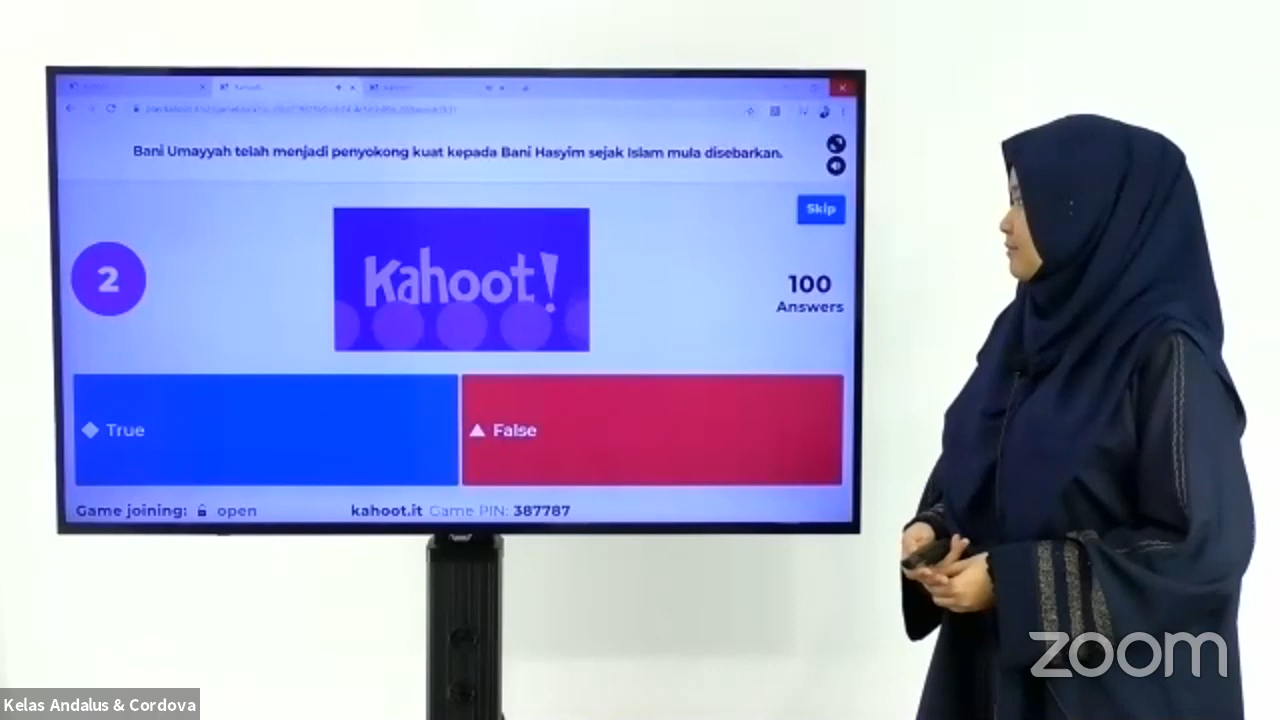 Bani Umayyah telah menjadi penyokong kuat kepada Bani Hasyim sejak Islam mula disebarkan.
Skip
2
Kahoot!
100
Answers
True
False
Game joining: open
kahoot.it Game PIN: 387787
zoom
Kelas Andalus & Cordova